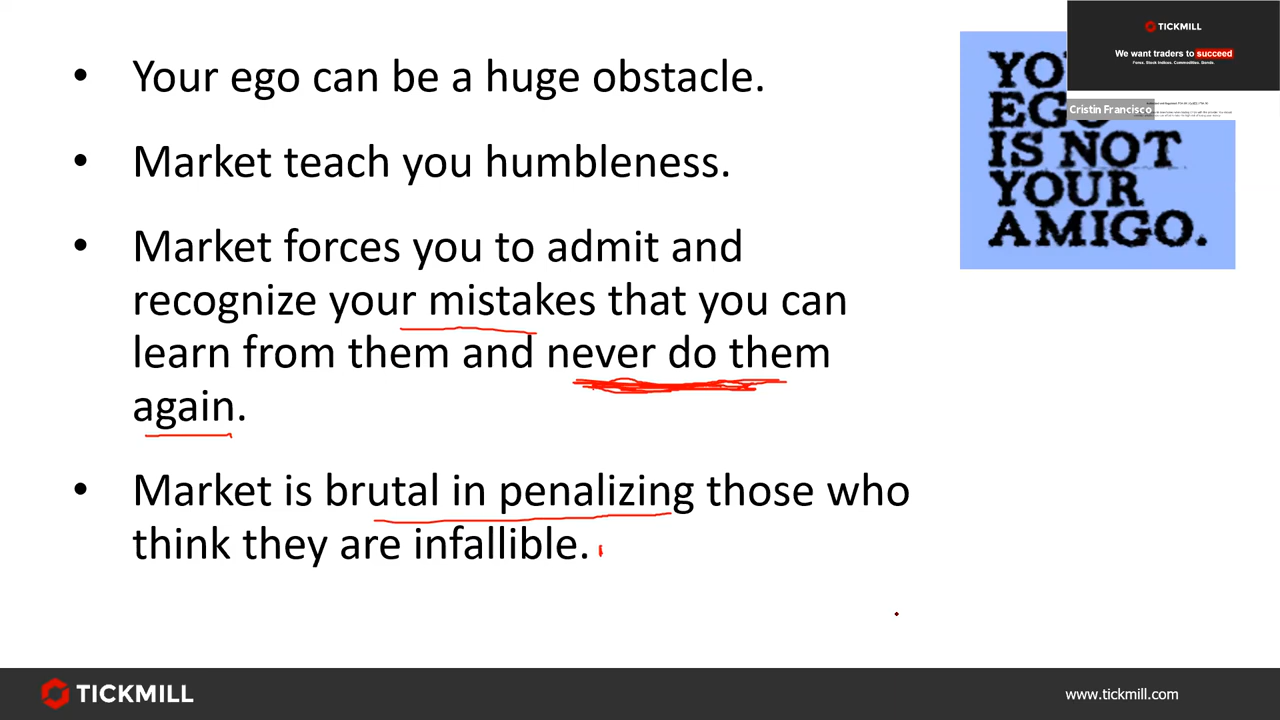 • Your ego can be a huge obstacle.
• Market teach you humbleness.
• Market forces you to admit and
recognize your mistakes that you can
learn from them and never do them
again.
• Market is brutal in penalizing those who
think they are infallible.
YO
EGO
IS NOT
YOUR
AMIGO.
TICKMILL
We want traders to succeed
Forex. Stock Indices. Commodities. Bonds.
Cristin Francisco
TICKMILL
www.tickmill.com